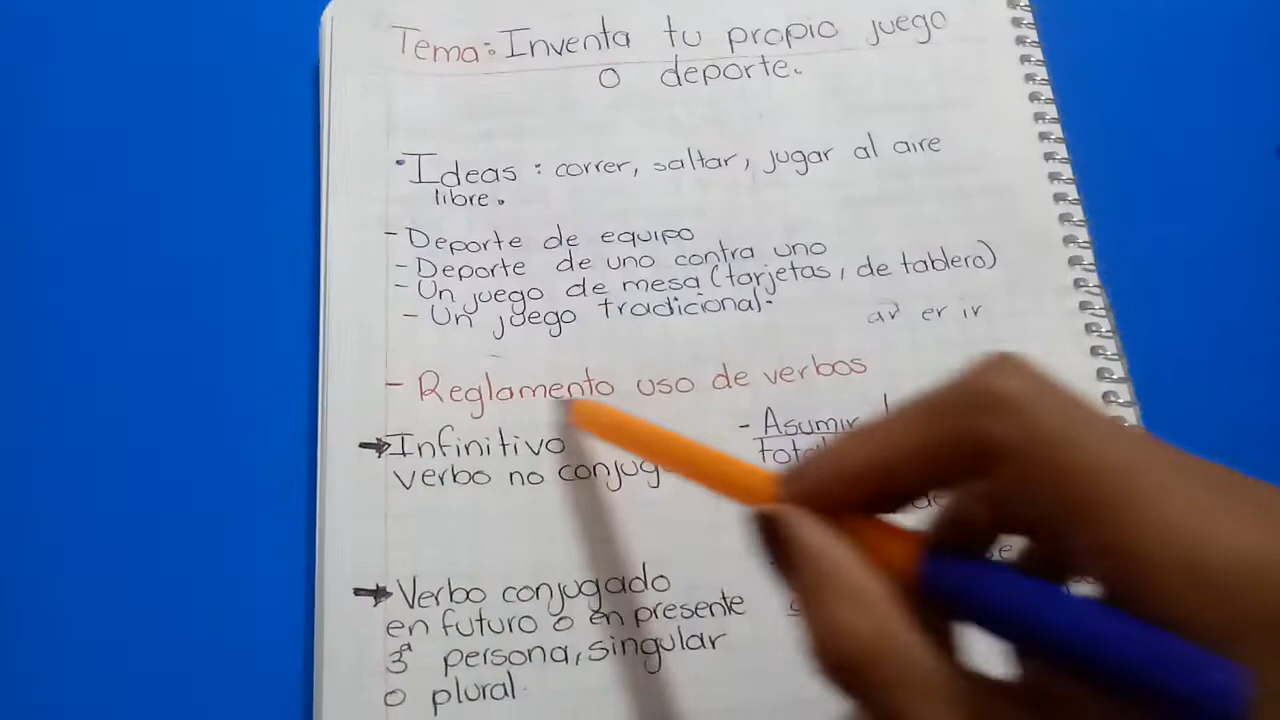 Tema: Inventa tu propio juego
o deporte.
•Ideas : correr, saltar, jugar al aire
libre.
- Deporte de equipo
- Deporte de uno contra uno
- Un juego de mesa (tarjetas, de tablero)
- Un juego tradicional.
ar er ir
- Reglamento uso de verbos
→ Infinitivo
verbo no
- Asumir
→ Verbo conjugado
en futuro o en presente
3ª persona, singular
o plural.